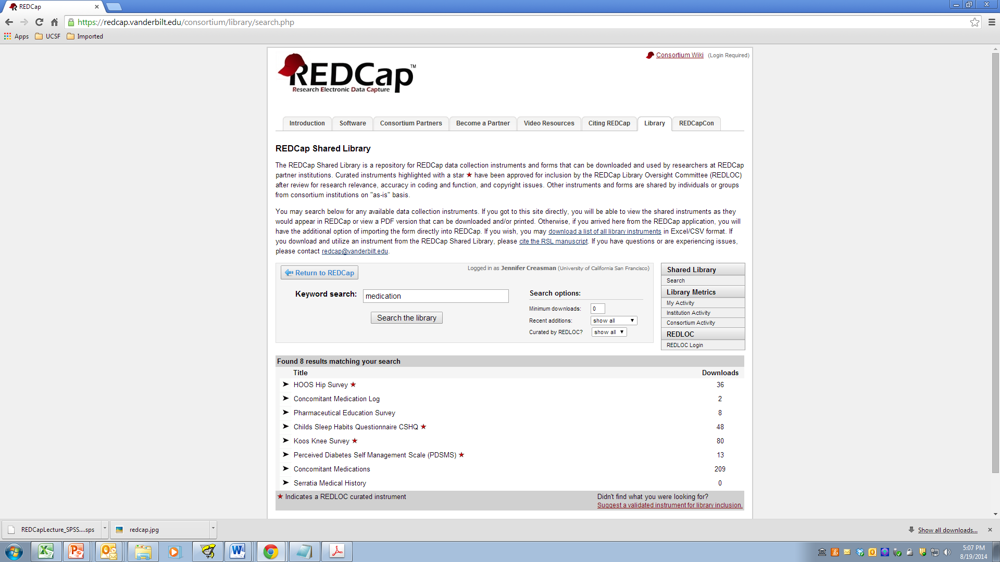 REDCap
https://redcap.vanderbilt.edu/consortium/library/search.php
Apps UCSF Imported
Consortium Wiki (Login Required)
REDCap TM
Research Electronic Data Capture
Introduction Software Consortium Partners Become a Partner Video Resources Citing REDCap Library REDCapCon
REDCap Shared Library
The REDCap Shared Library is a repository for REDCap data collection instruments and forms that can be downloaded and used by researchers at REDCap
partner institutions. Curated instruments highlighted with a star ★ have been approved for inclusion by the REDCap Library Oversight Committee (REDLOC)
after review for research relevance, accuracy in coding and function, and copyright issues. Other instruments and forms are shared by individuals or groups
from consortium institutions on "as-is" basis.
You may search below for any available data collection instruments. If you got to this site directly, you will be able to view the shared instruments as they
would appear in REDCap or view a PDF version that can be downloaded and/or printed. Otherwise, if you arrived here from the REDCap application, you will
have the additional option of importing the form directly into REDCap. If you wish, you may download a list of all library instruments in Excel/CSV format. If
you download and utilize an instrument from the REDCap Shared Library, please cite the RSL manuscript. If you have questions or are experiencing issues,
please contact redcap@vanderbilt.edu.
Return to REDCap
Logged in as Jennifer Creasman (University of California San Francisco)
Keyword search: medication
Search the library
Search options:
Minimum downloads: 0
Recent additions: show all
Curated by REDLOC? show all
Shared Library
Search
Library Metrics
My Activity
Institution Activity
Consortium Activity
REDLOC
REDLOC Login
Found 8 results matching your search
Title Downloads
HOOS Hip Survey ★ 36
Concomitant Medication Log 2
Pharmaceutical Education Survey 8
Childs Sleep Habits Questionnaire CSHQ ★ 48
Koos Knee Survey ★ 80
Perceived Diabetes Self Management Scale (PDSMS) ★ 13
Concomitant Medications 209
Serratia Medical History 0
★ Indicates a REDLOC curated instrument
Didn't find what you were looking for?
Suggest a validated instrument for library inclusion.
REDCapLecture_SPSS....sps
redcap.jpg
Show all downloads...
5:07 PM
8/19/2014